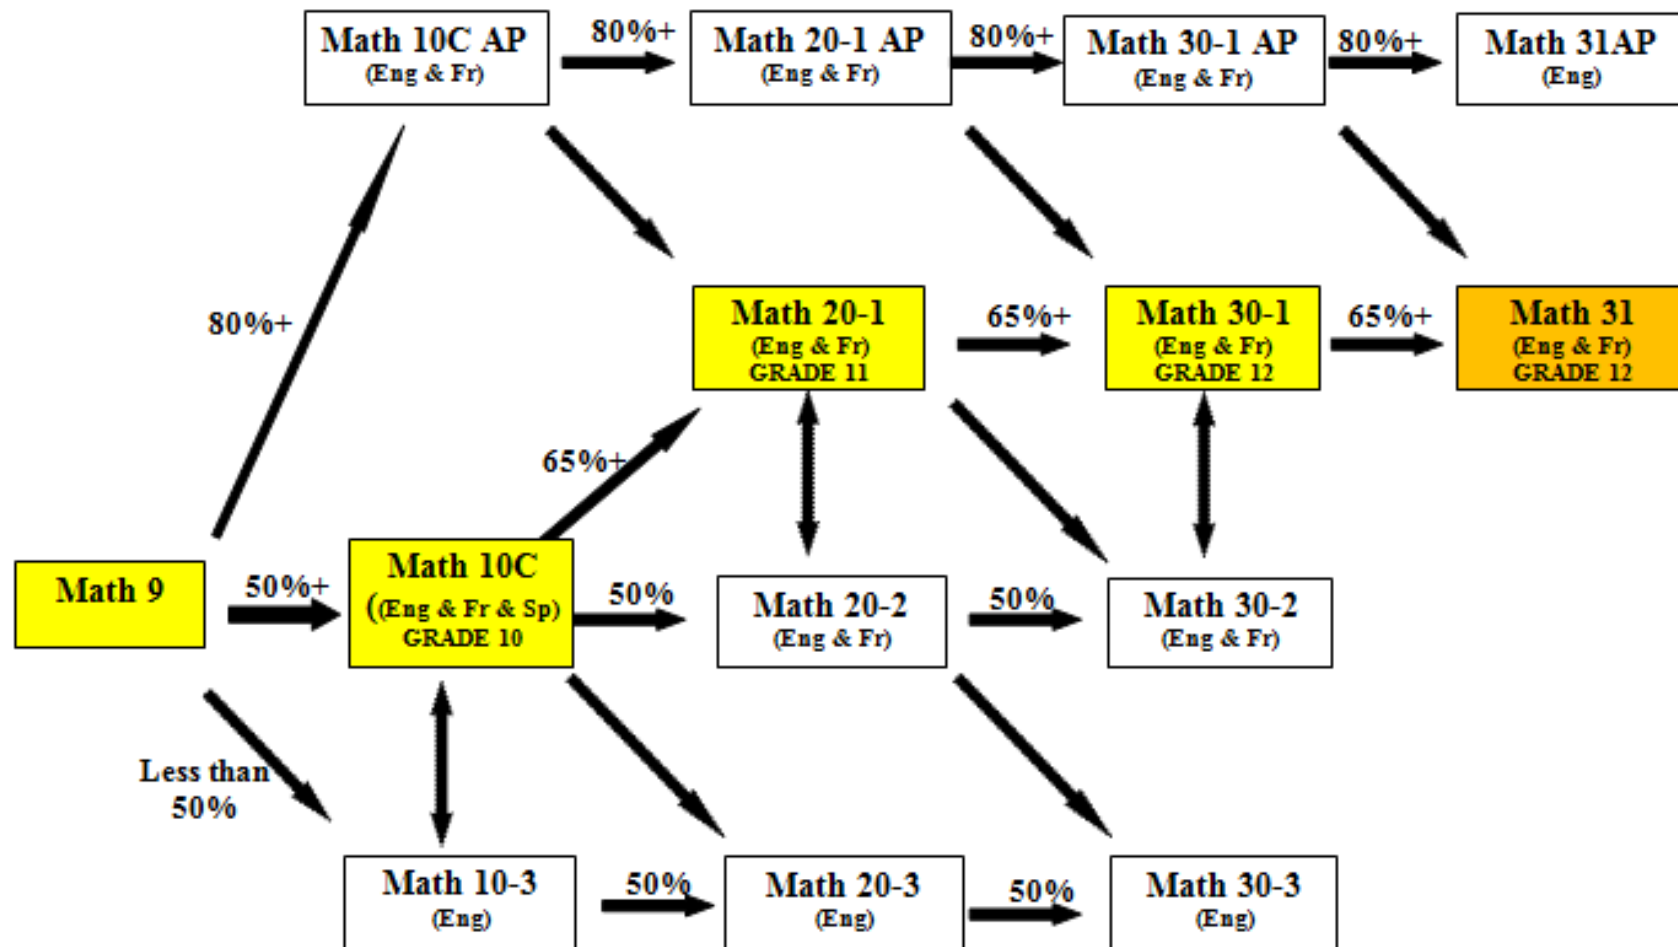 Math 10C AP
(Eng & Fr)
80%+
Math 20-1 AP
(Eng & Fr)
80%+
Math 30-1 AP
(Eng & Fr)
80%+
Math 31AP
(Eng)
80%+
Math 20-1
(Eng & Fr)
GRADE 11
65%+
Math 30-1
(Eng & Fr)
GRADE 12
65%+
Math 31
(Eng & Fr)
GRADE 12
65%+
Math 9
50%+
Math 10C
((Eng & Fr & Sp)
GRADE 10
50%
Math 20-2
(Eng & Fr)
50%
Math 30-2
(Eng & Fr)
Less than
50%
Math 10-3
(Eng)
50%
Math 20-3
(Eng)
50%
Math 30-3
(Eng)